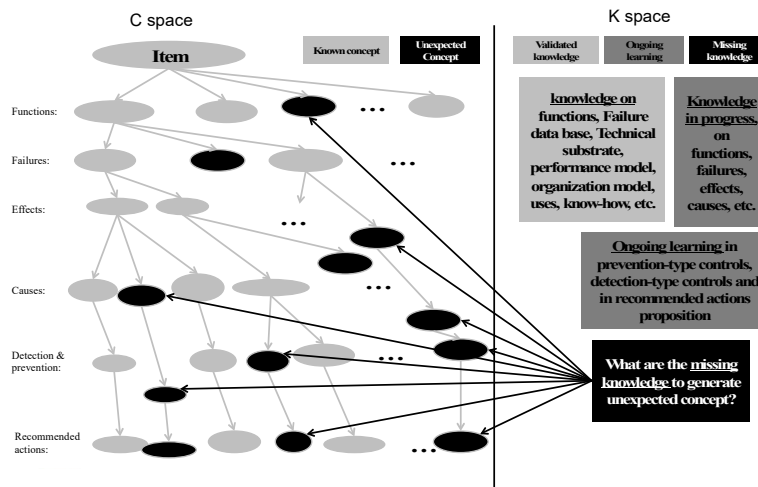 C space
K space
Item
Known concept
Unexpected
Concept
Validated
knowledge
Ongoing
learning
Missing
knowledge
Functions:
Failures:
Effects:
Causes:
Detection &
prevention:
Recommended
actions:
...
...
...
...
...
...
knowledge on
functions, Failure
data base, Technical
substrate,
performance model,
organization model,
uses, know-how, etc.
Knowledge
in progress,
on
functions,
failures,
effects,
causes, etc.
Ongoing learning in
prevention-type controls,
detection-type controls and
in recommended actions
proposition
What are the missing
knowledge to generate
unexpected concept?